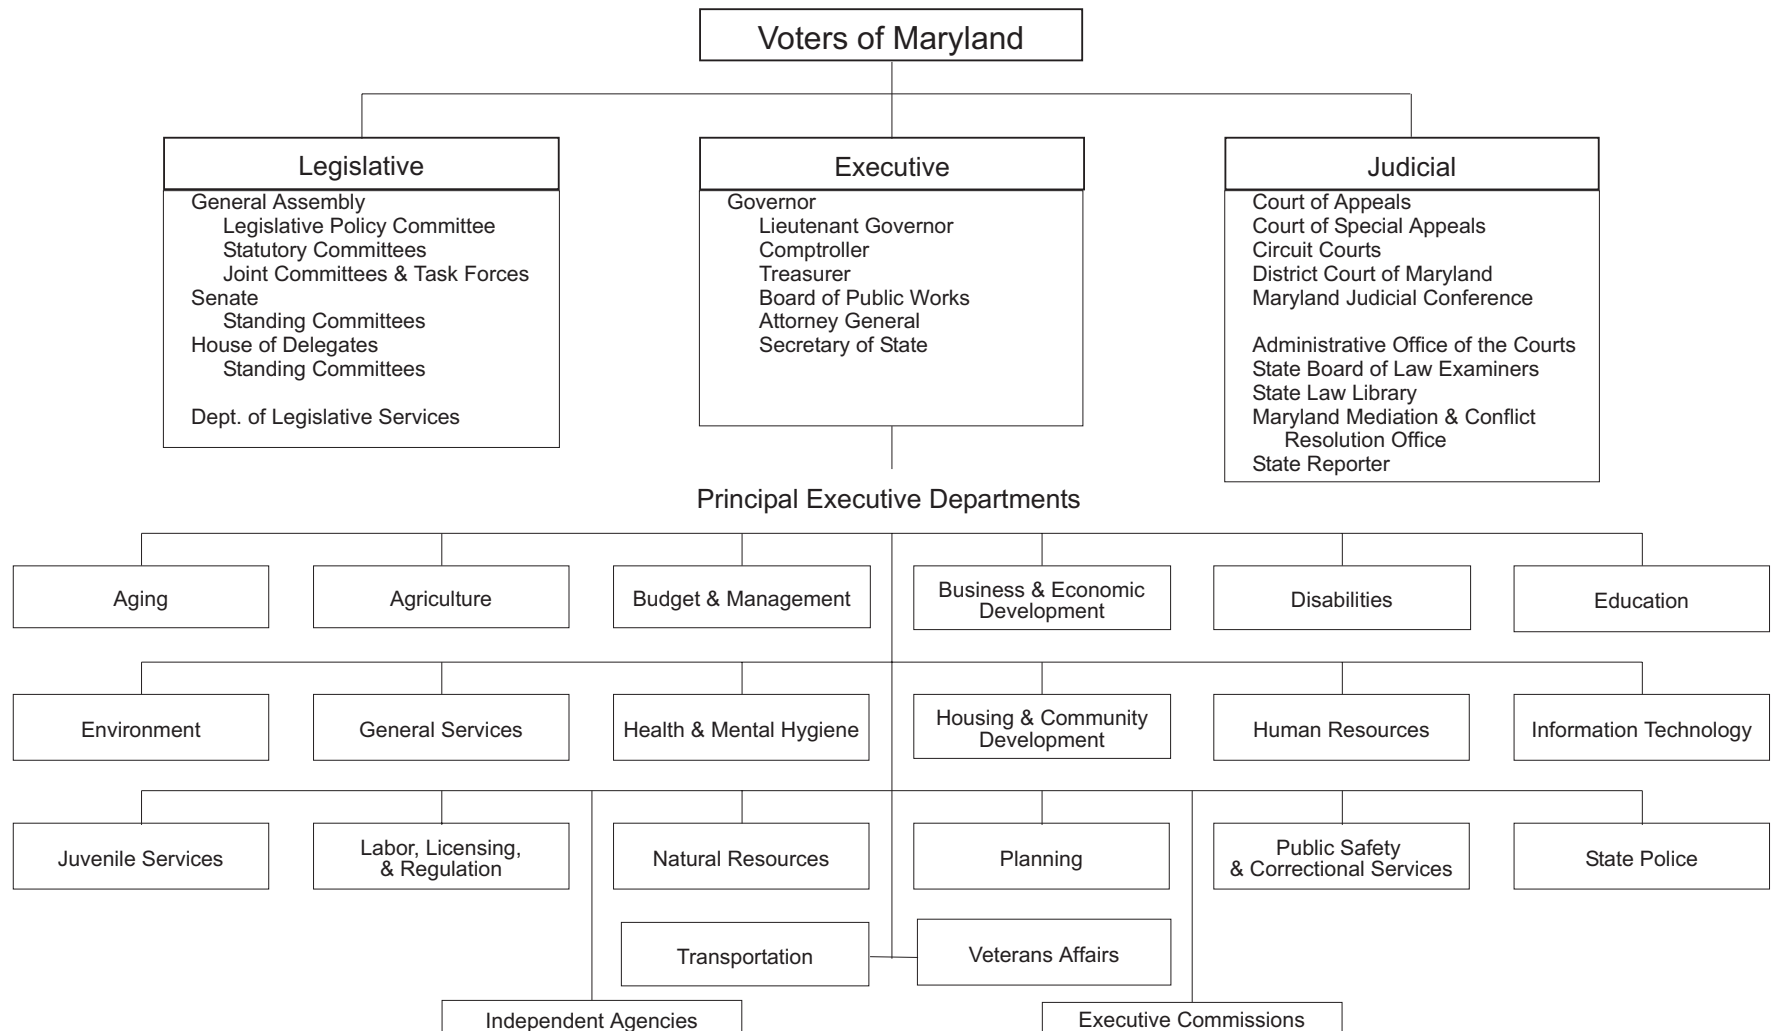 Voters of Maryland
Legislative
General Assembly
Legislative Policy Committee
Statutory Committees
Joint Committees & Task Forces
Senate
Standing Committees
House of Delegates
Standing Committees
Dept. of Legislative Services
Executive
Governor
Lieutenant Governor
Comptroller
Treasurer
Board of Public Works
Attorney General
Secretary of State
Judicial
Court of Appeals
Court of Special Appeals
Circuit Courts
District Court of Maryland
Maryland Judicial Conference
Administrative Office of the Courts
State Board of Law Examiners
State Law Library
Maryland Mediation & Conflict
Resolution Office
State Reporter
Principal Executive Departments
Aging
Agriculture
Budget & Management
Business & Economic
Development
Disabilities
Education
Environment
General Services
Health & Mental Hygiene
Housing & Community
Development
Human Resources
Information Technology
Juvenile Services
Labor, Licensing,
& Regulation
Natural Resources
Planning
Public Safety
& Correctional Services
State Police
Transportation
Veterans Affairs
Independent Agencies
Executive Commissions